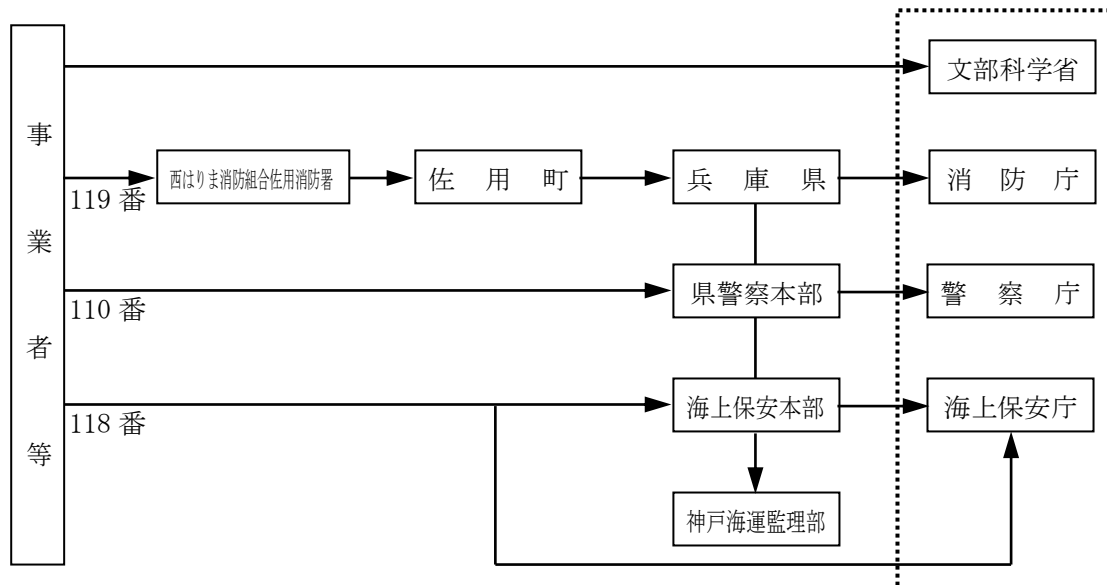 事業者等
文部科学省
119 番
西はりま消防組合佐用消防署
佐用町
兵庫県
消防庁
110 番
県警察本部
警察庁
118 番
海上保安本部
海上保安庁
神戸海運監理部